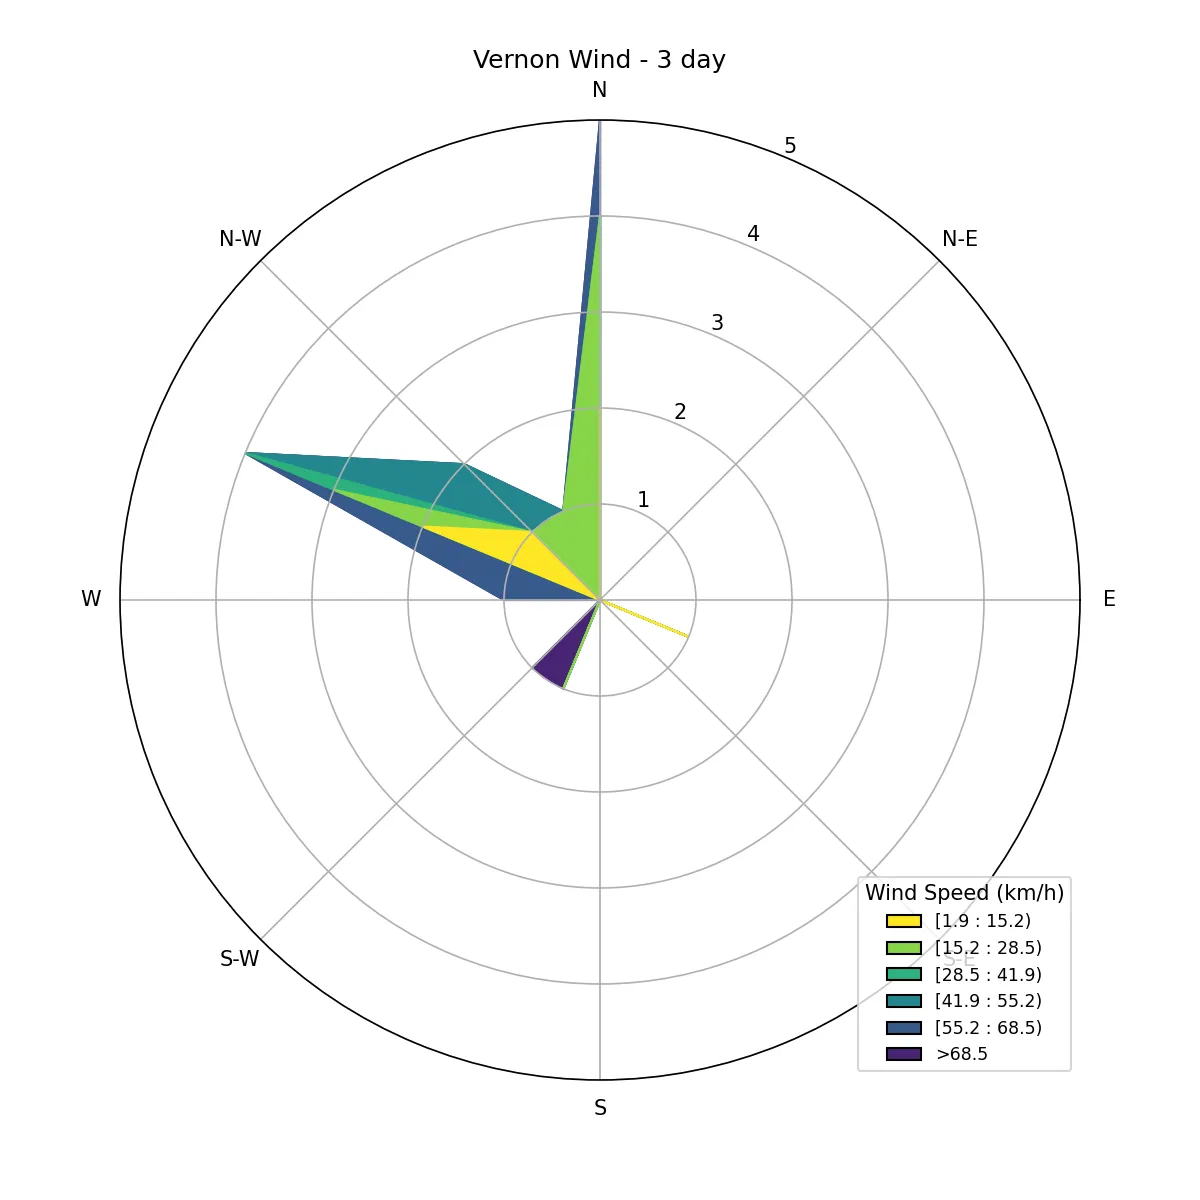 Vernon Wind - 3 day
N
5
N-W
4
N-E
3
2
1
W
E
S-W
S-E
S
Wind Speed (km/h)
[1.9 : 15.2)
[15.2 : 28.5)
[28.5 : 41.9)
[41.9 : 55.2)
[55.2 : 68.5)
>68.5